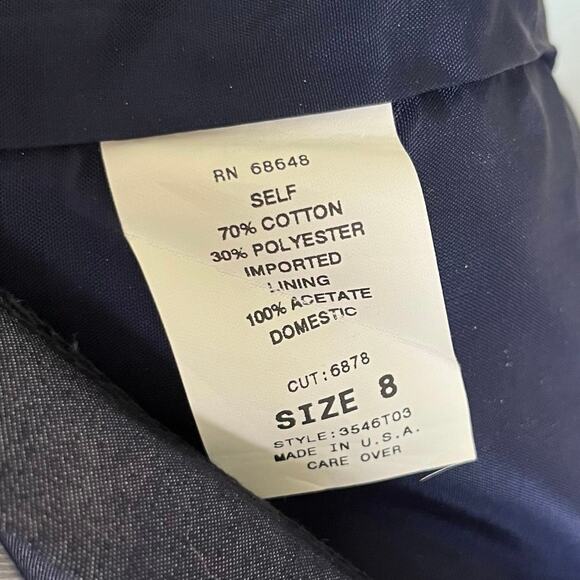 RN 68648
SELF
70% COTTON
30% POLYESTER
IMPORTED
LINING
100% ACETATE
DOMESTIC
CUT:6878
SIZE 8
STYLE:3546T03
MADE IN U.S.A.
CARE OVER